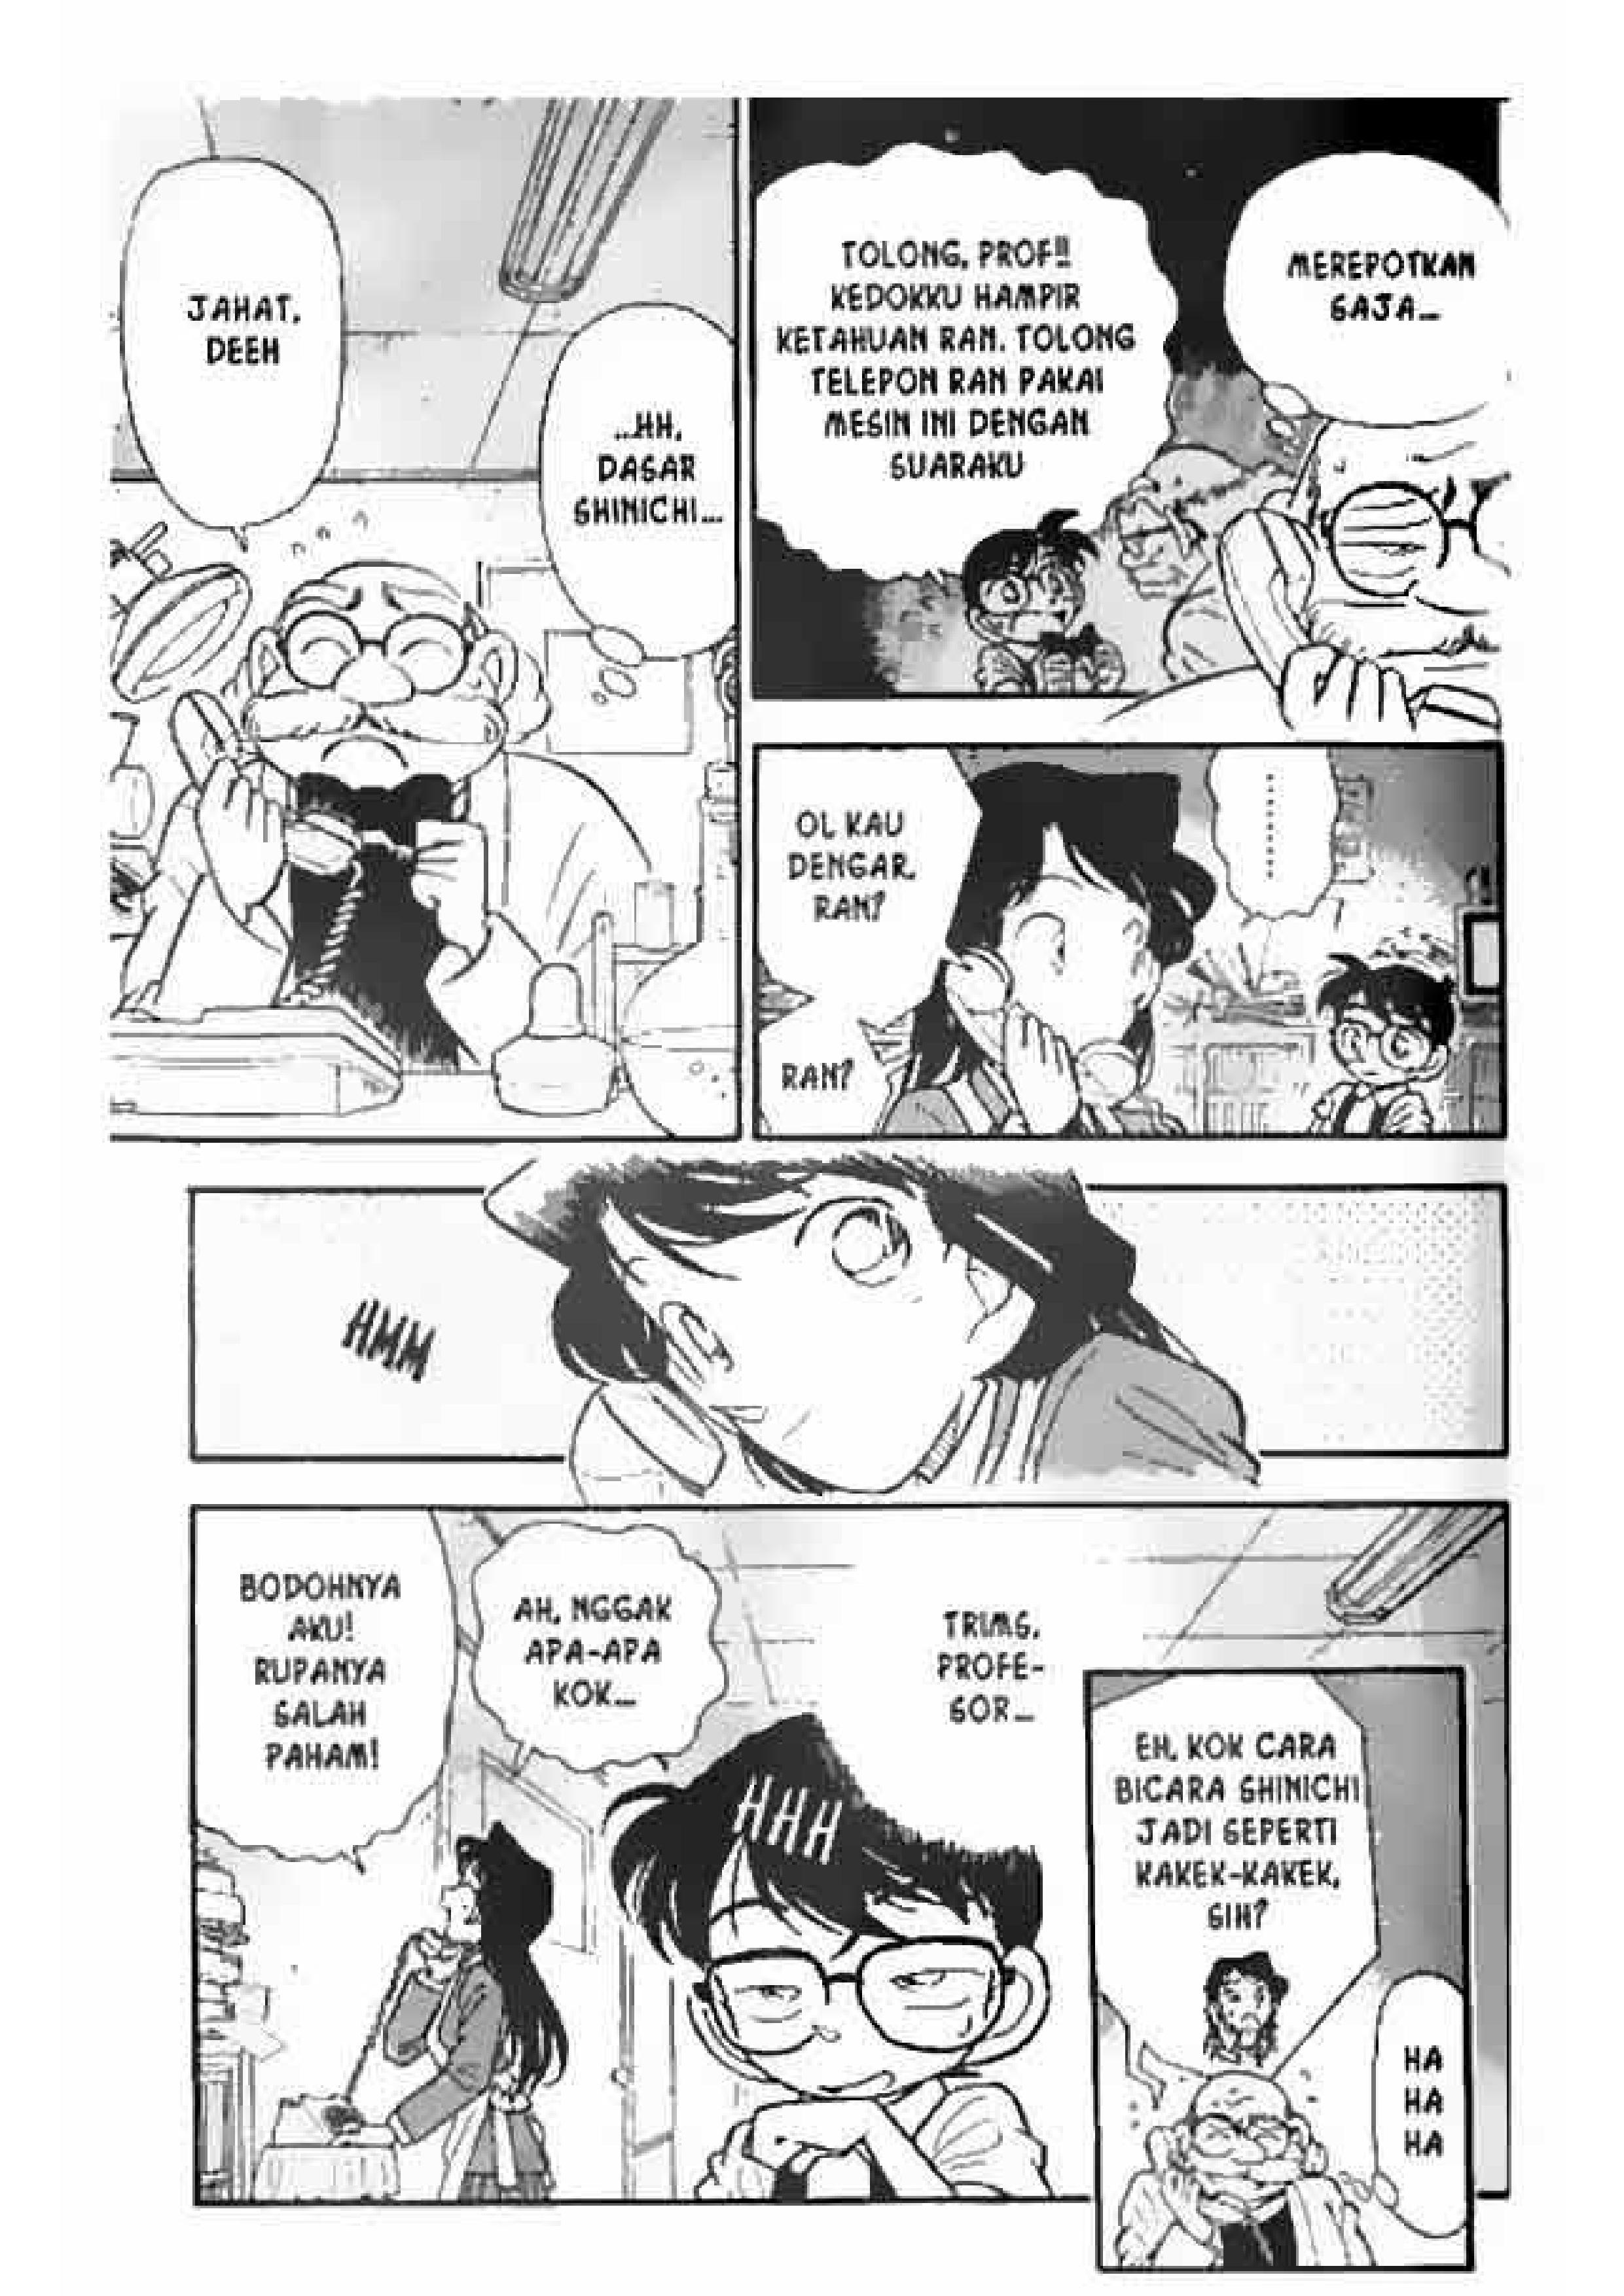 JAHAT,
DEEH
...HH,
DASAR
SHINICHI...
TOLONG, PROF!!
KEDOKKU HAMPIR
KETAHUAN RAN. TOLONG
TELEPON RAN PAKAI
MESIN INI DENGAN
SUARAKU
MEREPOTKAN
SAJA...
OI, KAU
DENGAR,
RAN?
RAN?
.........
HMM
BODOHNYA
AKU!
RUPANYA
SALAH
PAHAM!
AH, NGGAK
APA-APA
KOK...
TRIMS,
PROFE-
SOR...
HHH
EH, KOK CARA
BICARA SHINICHI
JADI SEPERTI
KAKEK-KAKEK,
SIH?
HA
HA
HA